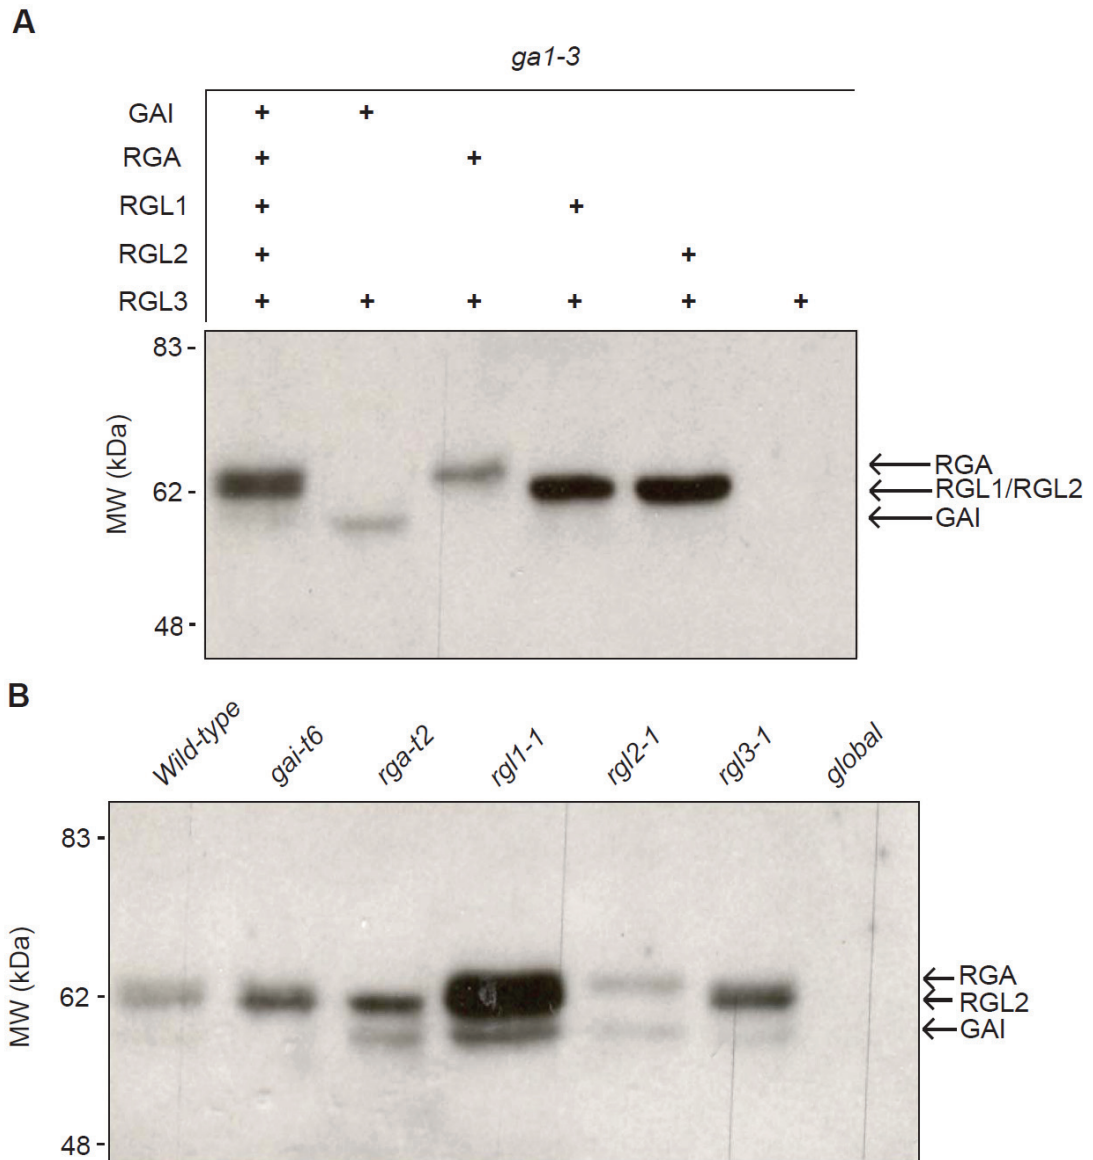 A
ga1-3
GAI + +
RGA + +
RGL1 + +
RGL2 + +
RGL3 + + + + + +
83 -
MW (kDa)
62 -
48 -
RGA
RGL1/RGL2
GAI
B
Wild-type gai-t6 rga-t2 rgl1-1 rgl2-1 rgl3-1 global
83 -
MW (kDa)
62 -
48 -
RGA
RGL2
GAI